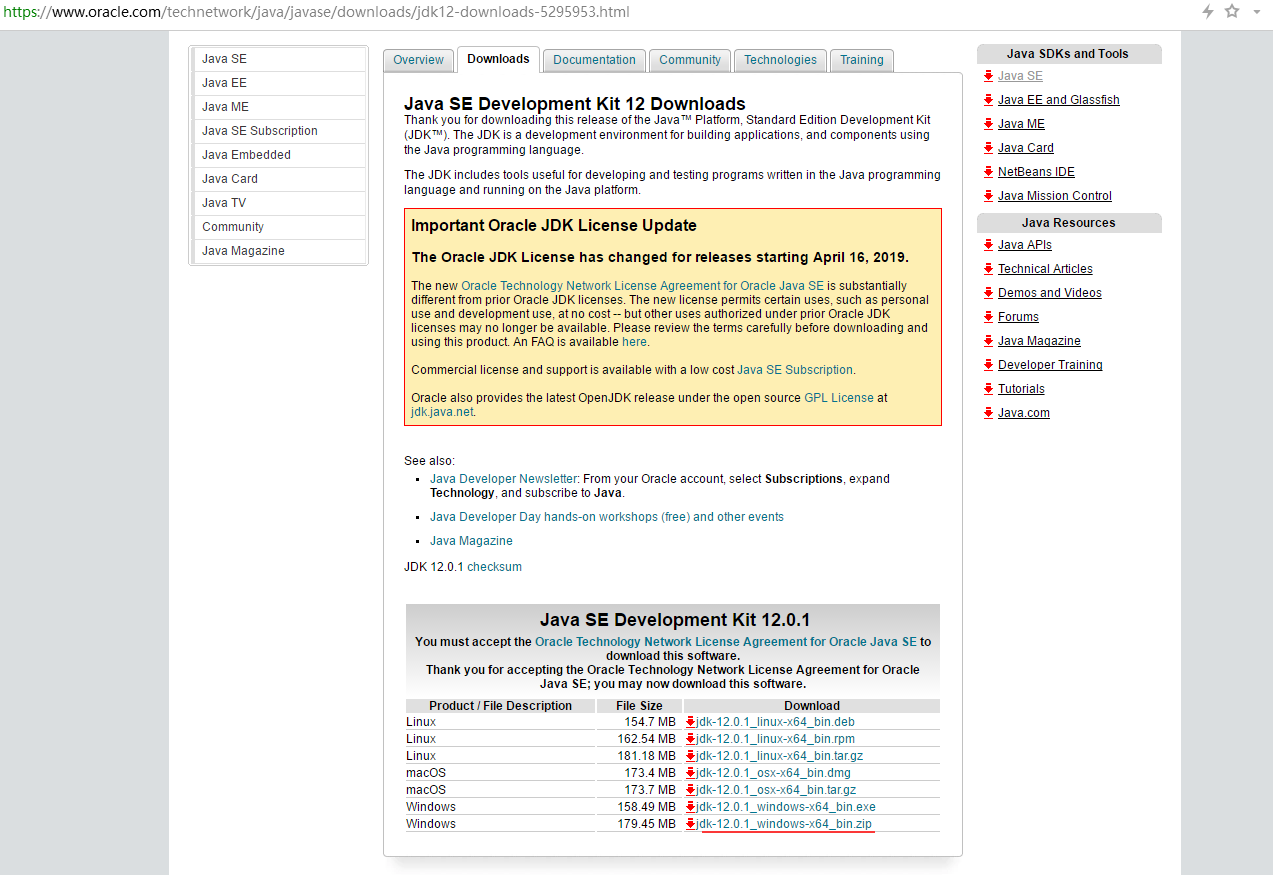 https://www.oracle.com/technetwork/java/javase/downloads/jdk12-downloads-5295953.html
Java SE
Java EE
Java ME
Java SE Subscription
Java Embedded
Java Card
Java TV
Community
Java Magazine
Overview
Downloads
Documentation
Community
Technologies
Training
Java SE Development Kit 12 Downloads
Thank you for downloading this release of the Java™ Platform, Standard Edition Development Kit
(JDK™). The JDK is a development environment for building applications, and components using
the Java programming language.
The JDK includes tools useful for developing and testing programs written in the Java programming
language and running on the Java platform.
Important Oracle JDK License Update
The Oracle JDK License has changed for releases starting April 16, 2019.
The new Oracle Technology Network License Agreement for Oracle Java SE is substantially
different from prior Oracle JDK licenses. The new license permits certain uses, such as personal
use and development use, at no cost -- but other uses authorized under prior Oracle JDK
licenses may no longer be available. Please review the terms carefully before downloading and
using this product. An FAQ is available here.
Commercial license and support is available with a low cost Java SE Subscription.
Oracle also provides the latest OpenJDK release under the open source GPL License at
jdk.java.net.
See also:
Java Developer Newsletter: From your Oracle account, select Subscriptions, expand
Technology, and subscribe to Java.
Java Developer Day hands-on workshops (free) and other events
Java Magazine
JDK 12.0.1 checksum
Java SE Development Kit 12.0.1
You must accept the Oracle Technology Network License Agreement for Oracle Java SE to
download this software.
Thank you for accepting the Oracle Technology Network License Agreement for Oracle
Java SE; you may now download this software.
Product / File Description File Size Download
Linux 154.7 MB jdk-12.0.1_linux-x64_bin.deb
Linux 162.54 MB jdk-12.0.1_linux-x64_bin.rpm
Linux 181.18 MB jdk-12.0.1_linux-x64_bin.tar.gz
macOS 173.4 MB jdk-12.0.1_osx-x64_bin.dmg
macOS 173.7 MB jdk-12.0.1_osx-x64_bin.tar.gz
Windows 158.49 MB jdk-12.0.1_windows-x64_bin.exe
Windows 179.45 MB jdk-12.0.1_windows-x64_bin.zip
Java SDKs and Tools
Java SE
Java EE and Glassfish
Java ME
Java Card
NetBeans IDE
Java Mission Control
Java Resources
Java APIs
Technical Articles
Demos and Videos
Forums
Java Magazine
Developer Training
Tutorials
Java.com